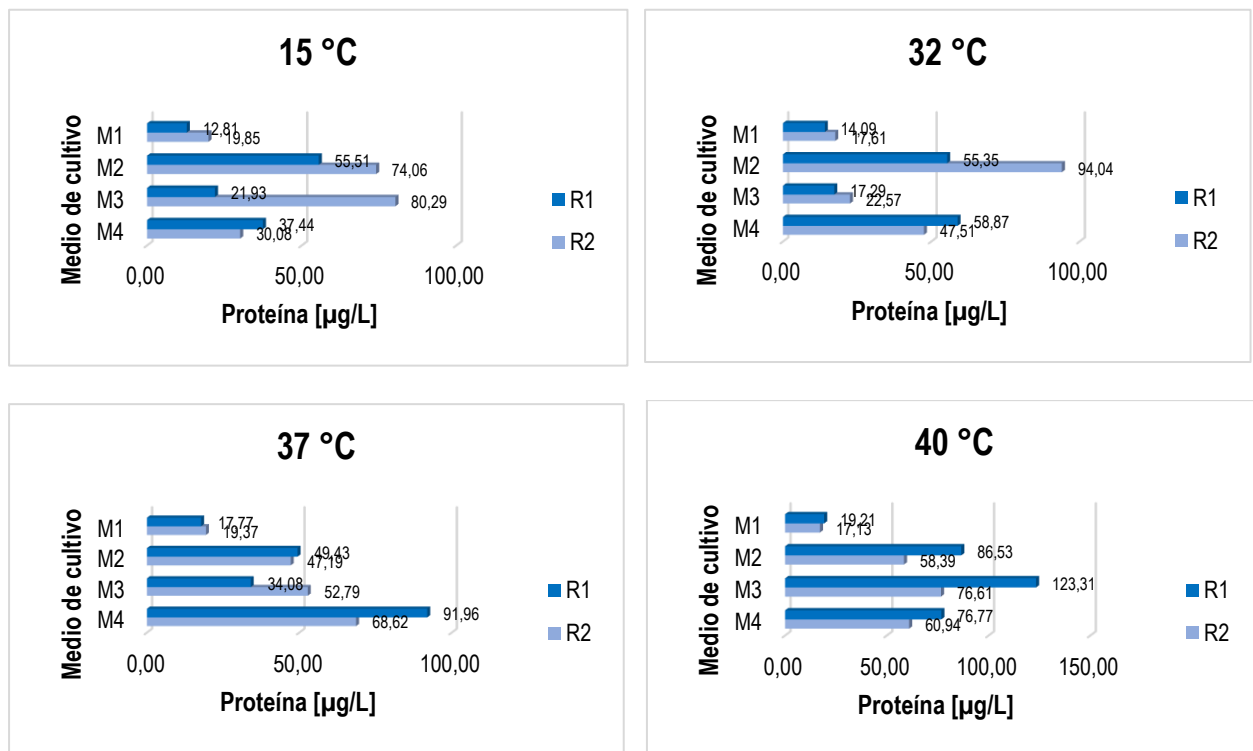 15 °C
Medio de cultivo
M1
12,81
19,85
M2
55,51
74,06
M3
21,93
80,29
M4
37,44
30,08
0,00 50,00 100,00
Proteína [µg/L]
R1
R2
32 °C
Medio de cultivo
M1
14,09
17,61
M2
55,35
94,04
M3
17,29
22,57
M4
58,87
47,51
0,00 50,00 100,00
Proteína [µg/L]
R1
R2
37 °C
Medio de cultivo
M1
17,77
19,37
M2
49,43
47,19
M3
34,08
52,79
M4
91,96
68,62
0,00 50,00 100,00
Proteína [µg/L]
R1
R2
40 °C
Medio de cultivo
M1
19,21
17,13
M2
86,53
58,39
M3
123,31
76,61
M4
76,77
60,94
0,00 50,00 100,00 150,00
Proteína [µg/L]
R1
R2